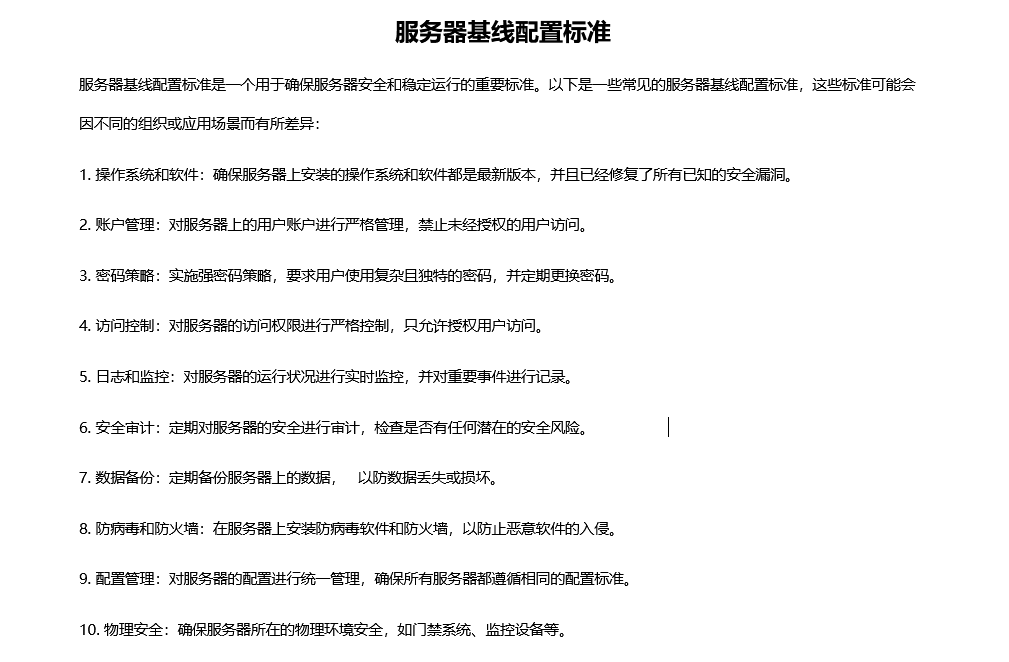 服务器基线配置标准
服务器基线配置标准是一个用于确保服务器安全和稳定运行的重要标准。以下是一些常见的服务器基线配置标准，这些标准可能会
因不同的组织或应用场景而有所差异：
1. 操作系统和软件：确保服务器上安装的操作系统和软件都是最新版本，并且已经修复了所有已知的安全漏洞。
2. 账户管理：对服务器上的用户账户进行严格管理，禁止未经授权的用户访问。
3. 密码策略：实施强密码策略，要求用户使用复杂且独特的密码，并定期更换密码。
4. 访问控制：对服务器的访问权限进行严格控制，只允许授权用户访问。
5. 日志和监控：对服务器的运行状况进行实时监控，并对重要事件进行记录。
6. 安全审计：定期对服务器的安全进行审计，检查是否有任何潜在的安全风险。
7. 数据备份：定期备份服务器上的数据， 以防数据丢失或损坏。
8. 防病毒和防火墙：在服务器上安装防病毒软件和防火墙，以防止恶意软件的入侵。
9. 配置管理：对服务器的配置进行统一管理，确保所有服务器都遵循相同的配置标准。
10. 物理安全：确保服务器所在的物理环境安全，如门禁系统、监控设备等。